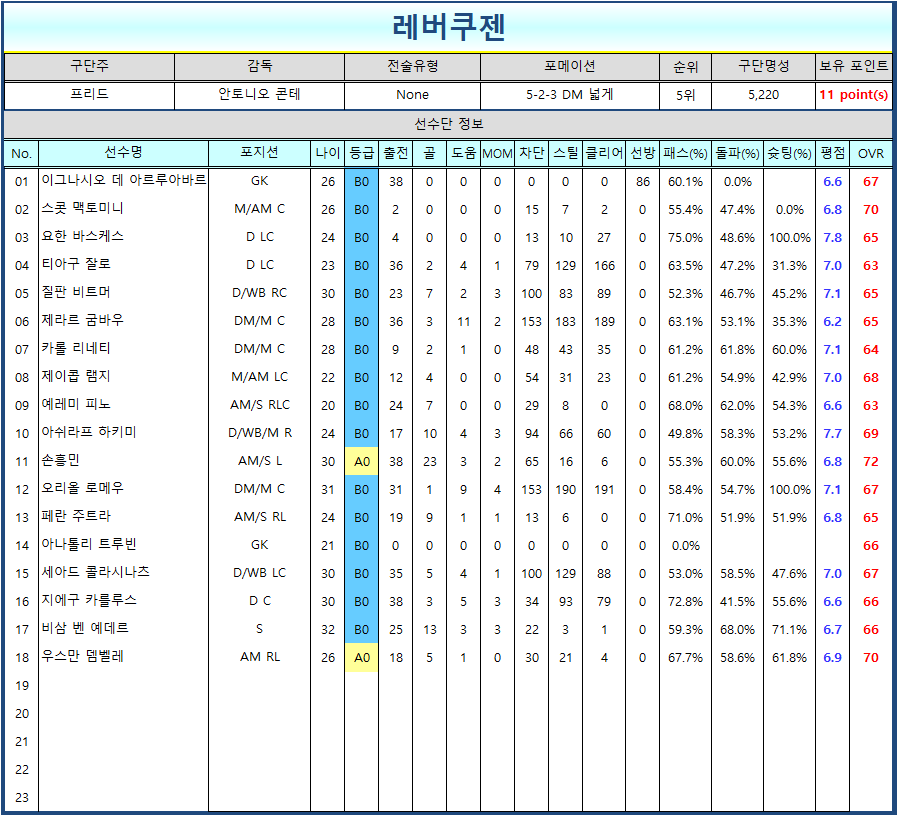 레버쿠젠
구단주 감독 전술유형 포메이션 순위 구단명성 보유 포인트
프리드 안토니오 콘테 None 5-2-3 DM 넓게 5위 5,220 11 point(s)
선수단 정보
No. 선수명 포지션 나이 등급 출전 골 도움 MOM 차단 스틸 클리어 선방 패스(%) 돌파(%) 슛팅(%) 평점 OVR
01 이그나시오 데 아르루아바르 GK 26 B0 38 0 0 0 0 0 0 86 60.1% 0.0% 6.6 67
02 스콧 맥토미니 M/AM C 26 B0 2 0 0 0 15 7 2 0 55.4% 47.4% 0.0% 6.8 70
03 요한 바스케스 D LC 24 B0 4 0 0 0 13 10 27 0 75.0% 48.6% 100.0% 7.8 65
04 티아구 잘로 D LC 23 B0 36 2 4 1 79 129 166 0 63.5% 47.2% 31.3% 7.0 63
05 질판 비트머 D/WB RC 30 B0 23 7 2 3 100 83 89 0 52.3% 46.7% 45.2% 7.1 65
06 제라르 굼바우 DM/M C 28 B0 36 3 11 2 153 183 189 0 63.1% 53.1% 35.3% 6.2 65
07 카롤 리네티 DM/M C 28 B0 9 2 1 0 48 43 35 0 61.2% 61.8% 60.0% 7.1 64
08 제이콥 램지 M/AM LC 22 B0 12 4 0 0 54 31 23 0 61.2% 54.9% 42.9% 7.0 68
09 예레미 피노 AM/S RLC 20 B0 24 7 0 0 29 8 0 0 68.0% 62.0% 54.3% 6.6 63
10 아쉬라프 하키미 D/WB/M R 24 B0 17 10 4 3 94 66 60 0 49.8% 58.3% 53.2% 7.7 69
11 손흥민 AM/S L 30 A0 38 23 3 2 65 16 6 0 55.3% 60.0% 55.6% 6.8 72
12 오리올 로메우 DM/M C 31 B0 31 1 9 4 153 190 191 0 58.4% 54.7% 100.0% 7.1 67
13 페란 주트라 AM/S RL 24 B0 19 9 1 1 13 6 0 0 71.0% 51.9% 51.9% 6.8 65
14 아나톨리 트루빈 GK 21 B0 0 0 0 0 0 0 0 0 0.0% 66
15 세아드 콜라시나츠 D/WB LC 30 B0 35 5 4 1 100 129 88 0 53.0% 58.5% 47.6% 7.0 67
16 지에구 카를루스 D C 30 B0 38 3 5 3 34 93 79 0 72.8% 41.5% 55.6% 6.6 66
17 비삼 벤 예데르 S 32 B0 25 13 3 3 22 3 1 0 59.3% 68.0% 71.1% 6.7 66
18 우스만 뎀벨레 AM RL 26 A0 18 5 1 0 30 21 4 0 67.7% 58.6% 61.8% 6.9 70
19
20
21
22
23